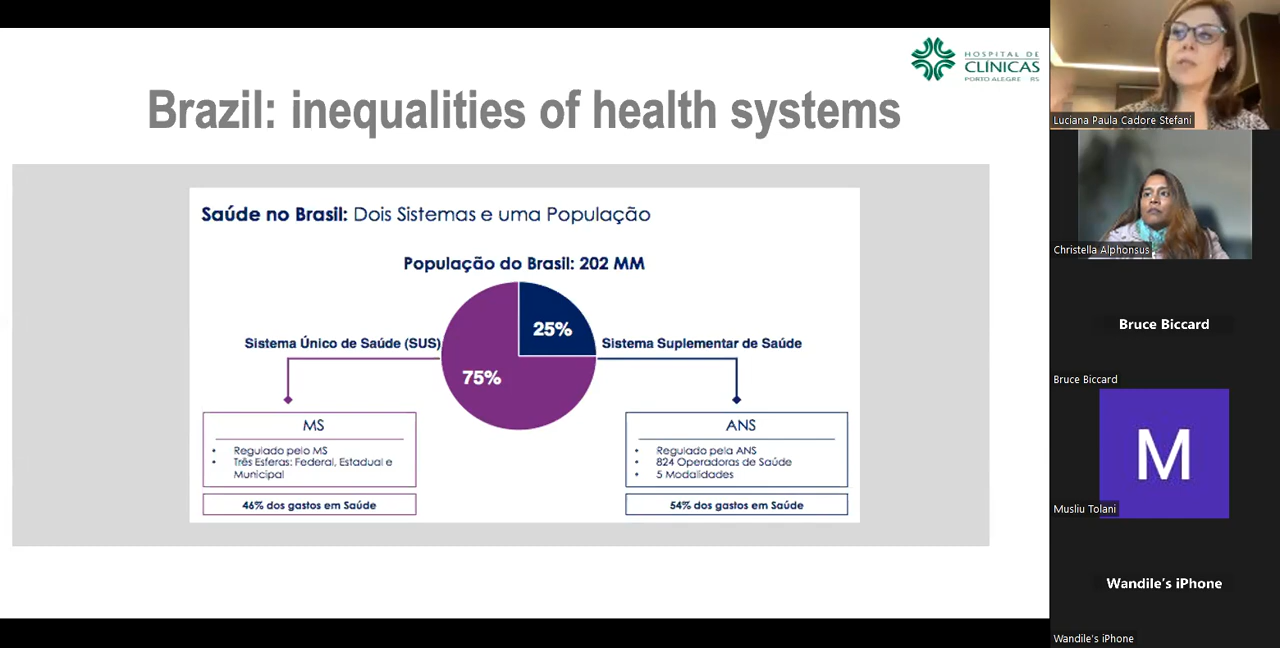 HOSPITAL DE
CLINICAS
PORTO ALEGRE RS
Brazil: inequalities of health systems
Saúde no Brasil: Dois Sistemas e uma População
População do Brasil: 202 MM
25%
75%
Sistema Único de Saúde (SUS)
Sistema Suplementar de Saúde
MS
• Regulado pelo MS
• Três Esferas: Federal, Estadual e
Municipal
46% dos gastos em Saúde
ANS
• Regulado pela ANS
• 824 Operadoras de Saúde
• 5 Modalidades
54% dos gastos em Saúde
Luciana Paula Cadore Stefani
Christella Alphonsus
Bruce Biccard
Bruce Biccard
M
Musliu Tolani
Wandile's iPhone
Wandile's iPhone